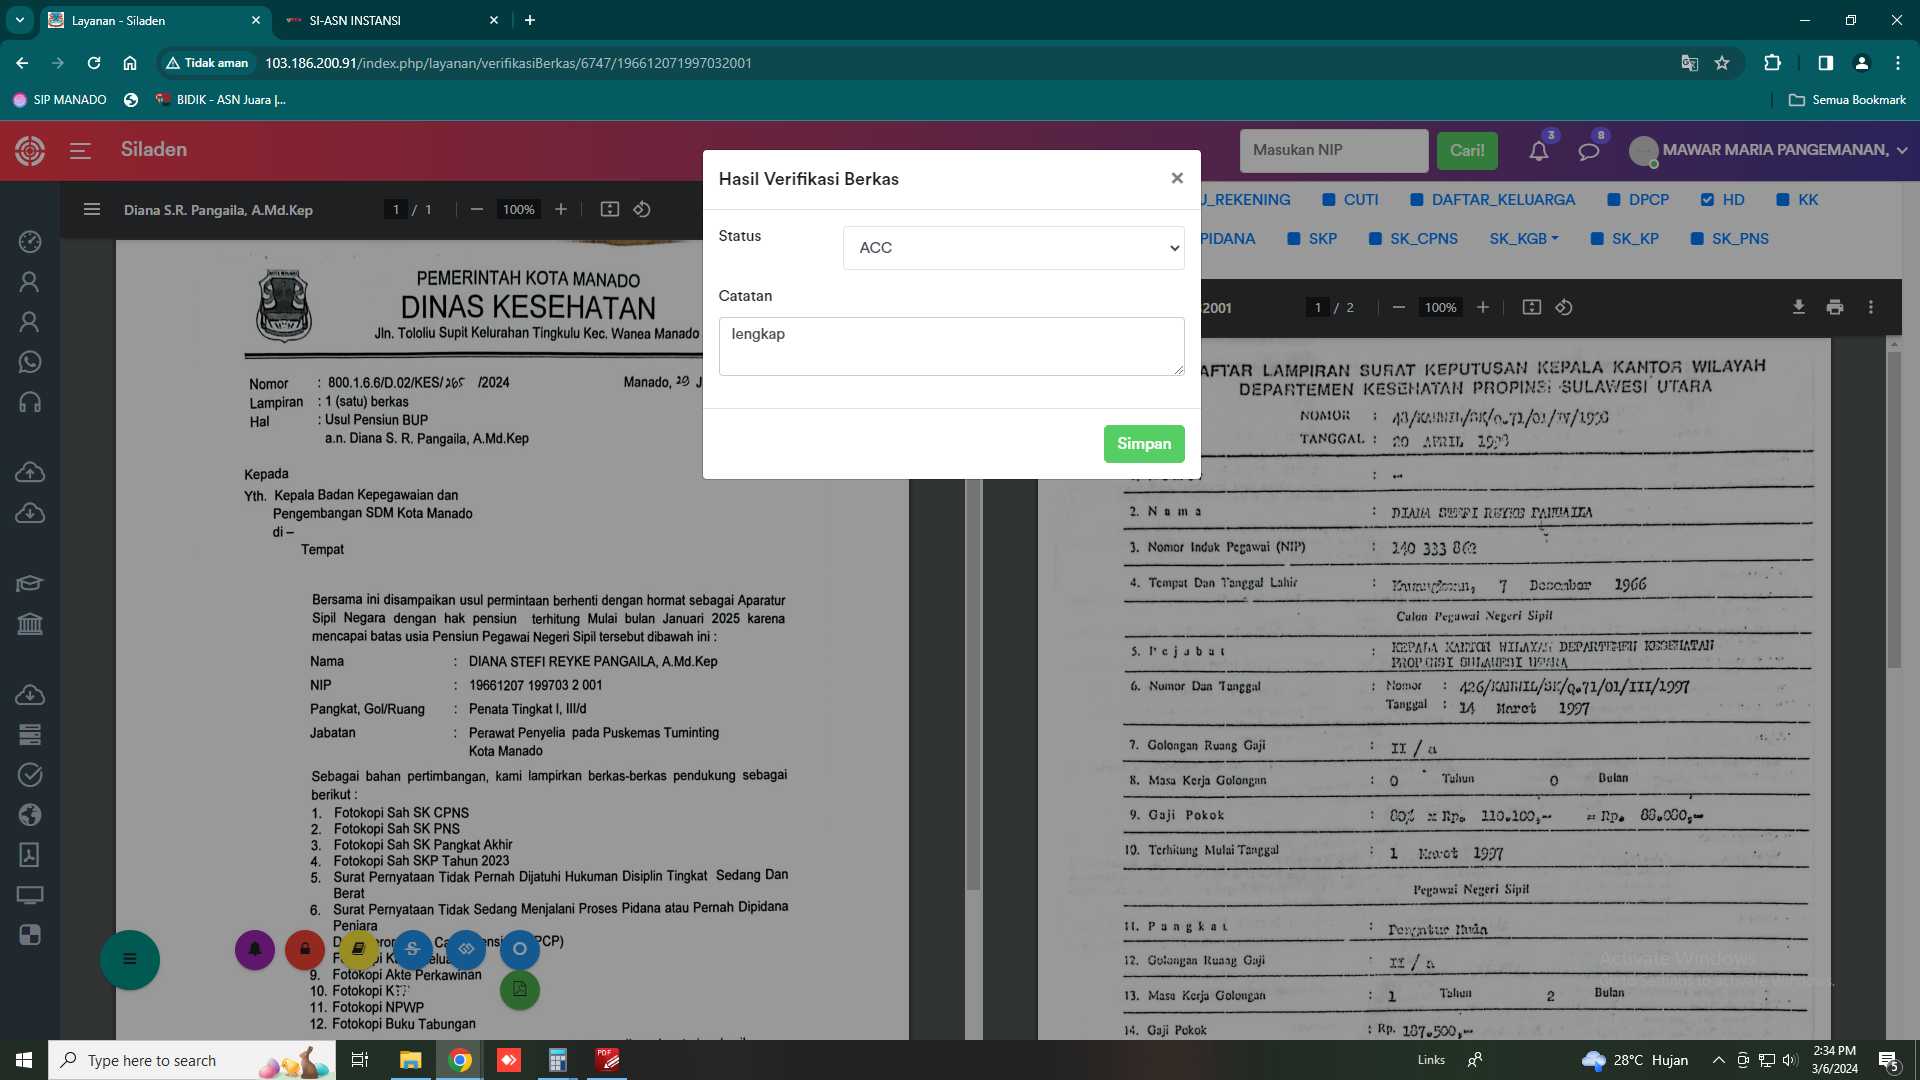 Layanan - Siladen
SI-ASN INSTANSI
Tidak aman
103.186.200.91/index.php/layanan/verifikasiBerkas/6747/196612071997032001
SIP MANADO
BIDIK - ASN Juara |...
Semua Bookmark
Siladen
Masukan NIP
Cari!
3
8
MAWAR MARIA PANGEMANAN,
Diana S.R. Pangaila, A.Md.Kep
1 / 1
100%
Hasil Verifikasi Berkas
Status
ACC
Catatan
lengkap
Simpan
U_REKENING
CUTI
DAFTAR_KELUARGA
DPCP
HD
KK
PIDANA
SKP
SK_CPNS
SK_KGB
SK_KP
SK_PNS
2001
1 / 2
100%
PEMERINTAH KOTA MANADO
DINAS KESEHATAN
Jln. Tololiu Supit Kelurahan Tingkulu Kec. Wanea Manado
Nomor : 800.1.6.6/D.02/KES/265 /2024 Manado, 20 J
Lampiran : 1 (satu) berkas
Hal : Usul Pensiun BUP
a.n. Diana S. R. Pangaila, A.Md.Kep
Kepada
Yth. Kepala Badan Kepegawaian dan
Pengembangan SDM Kota Manado
di –
Tempat
Bersama ini disampaikan usul permintaan berhenti dengan hormat sebagai Aparatur
Sipil Negara dengan hak pensiun terhitung Mulai bulan Januari 2025 karena
mencapai batas usia Pensiun Pegawai Negeri Sipil tersebut dibawah ini :
Nama : DIANA STEFI REYKE PANGAILA, A.Md.Kep
NIP : 19661207 199703 2 001
Pangkat, Gol/Ruang : Penata Tingkat I, III/d
Jabatan : Perawat Penyelia pada Puskemas Tuminting
Kota Manado
Sebagai bahan pertimbangan, kami lampirkan berkas-berkas pendukung sebagai
berikut :
1. Fotokopi Sah SK CPNS
2. Fotokopi Sah SK PNS
3. Fotokopi Sah SK Pangkat Akhir
4. Fotokopi Sah SKP Tahun 2023
5. Surat Pernyataan Tidak Pernah Dijatuhi Hukuman Disiplin Tingkat Sedang Dan
Berat
6. Surat Pernyataan Tidak Sedang Menjalani Proses Pidana atau Pernah Dipidana
Penjara
9. Fotokopi Akte Perkawinan
10. Fotokopi KTP
11. Fotokopi NPWP
12. Fotokopi Buku Tabungan
AFTAR LAMPIRAN SURAT KEPUTUSAN KEPALA KANTOR WILAYAH
DEPARTEMEN KESEHATAN PROPINSI SULAWESI UTARA
NOMOR : 43/KANWIL/SK/Q.71/01/IV/1998
TANGGAL : 20 APRIL 1998
: --
2. N a m a : DIANA STEFI REYKE PANGAILA
3. Nomor Induk Pegawai (NIP) : 140 333 862
4. Tempat Dan Tanggal Lahir : Kawangkoan, 7 Desember 1966
Calon Pegawai Negeri Sipil
5. P e j a b a t : KEPALA KANTOR WILAYAH DEPARTEMEN KESEHATAN
PROPINSI SULAWESI UTARA
6. Nomor Dan Tanggal : Nomor : 426/KANWIL/SK/Q.71/01/III/1997
Tanggal : 14 Maret 1997
7. Golongan Ruang Gaji : II / a
8. Masa Kerja Golongan : 0 Tahun 0 Bulan
9. Gaji Pokok : 80% x Rp. 110.100,-- = Rp. 88.080,--
10. Terhitung Mulai Tanggal : 1 Maret 1997
Pegawai Negeri Sipil
11. P a n g k a t : Pengatur Muda
12. Golongan Ruang Gaji : II / a
13. Masa Kerja Golongan : 1 Tahun 2 Bulan
14. Gaji Pokok : Rp. 187.500,--
Activate Windows
Go to Settings to activate Windows.
Type here to search
Links
28°C Hujan
2:34 PM
3/6/2024
5